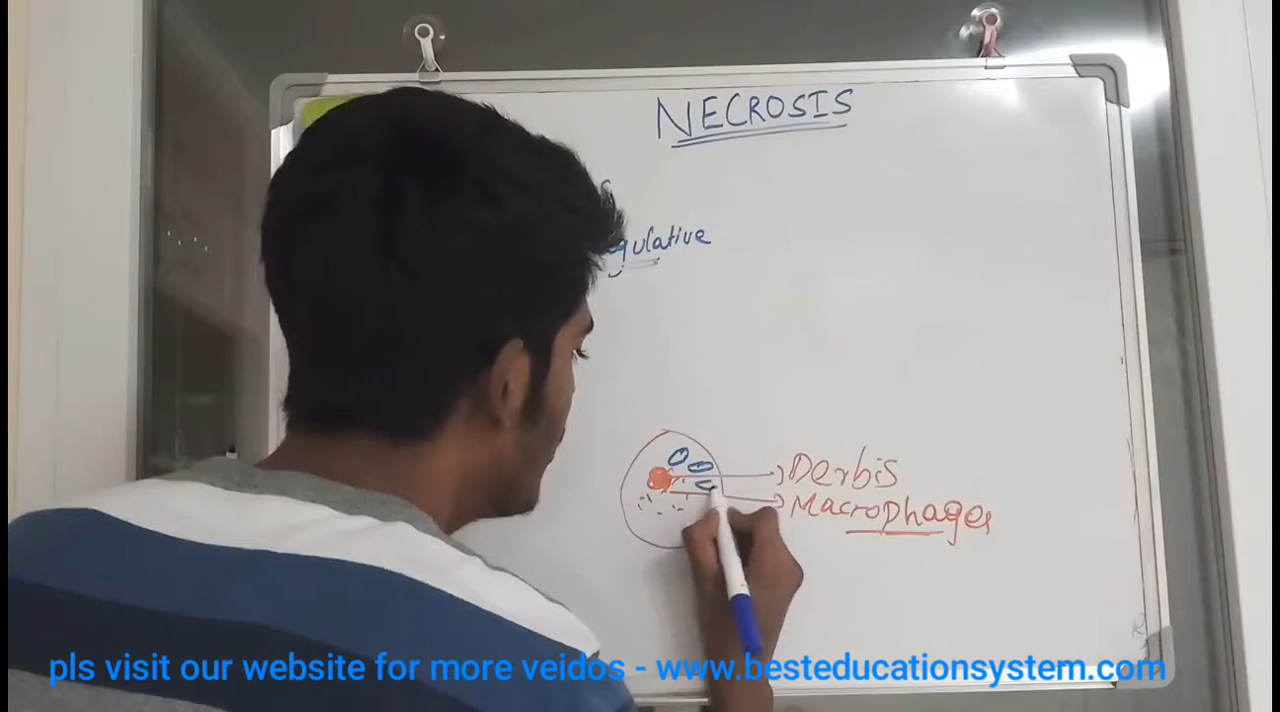 NECROSIS
gulative
Derbis
Macrophages
pls visit our website for more veidos - www.besteducationsystem.com